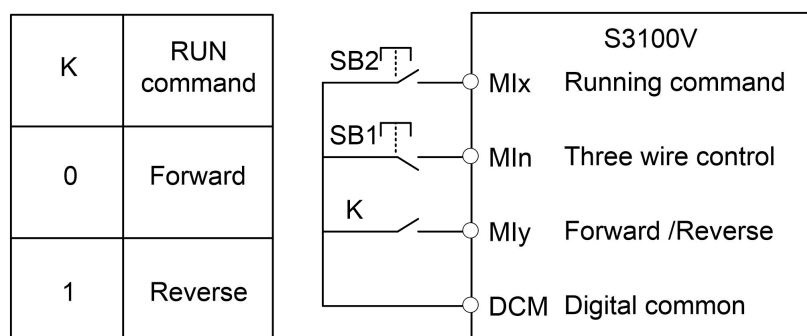 K RUN command
0 Forward
1 Reverse
S3100V
SB2 MIx Running command
SB1 MIn Three wire control
K MIy Forward /Reverse
DCM Digital common